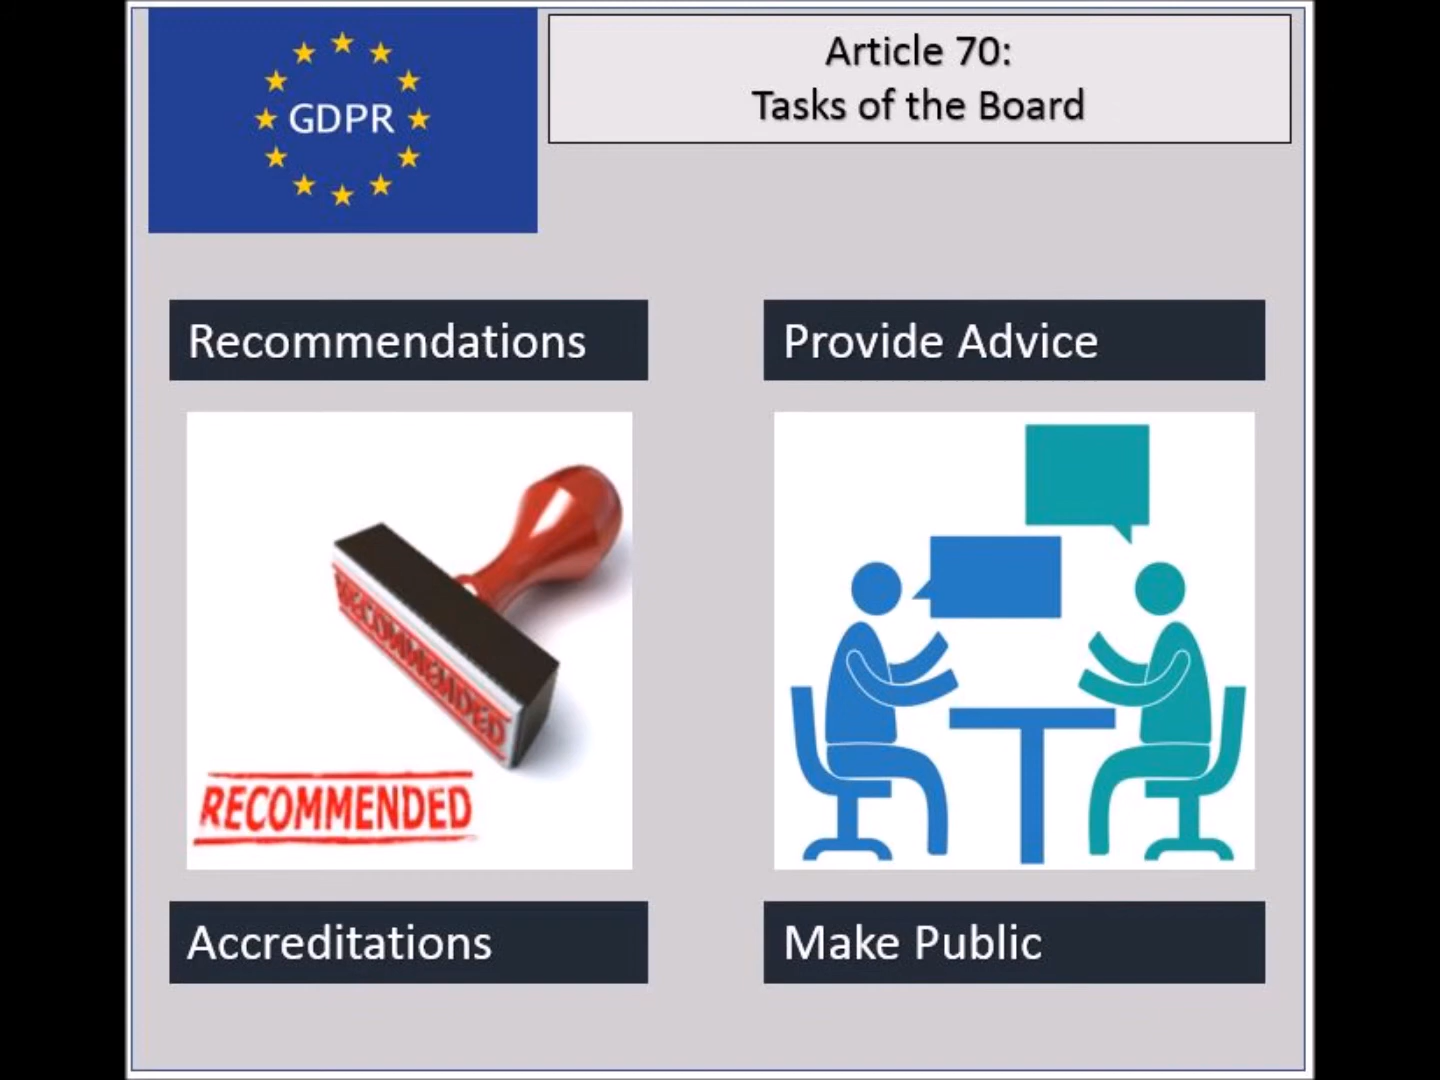 GDPR
Article 70:
Tasks of the Board
Recommendations
Provide Advice
RECOMMENDED
RECOMMENDED
Accreditations
Make Public